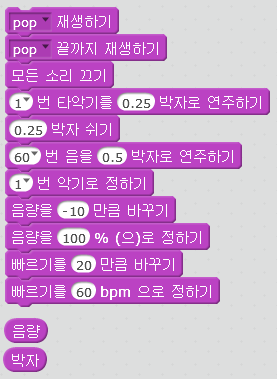 pop 재생하기
pop 끝까지 재생하기
모든 소리 끄기
1 번 타악기를 0.25 박자로 연주하기
0.25 박자 쉬기
60 번 음을 0.5 박자로 연주하기
1 번 악기로 정하기
음량을 -10 만큼 바꾸기
음량을 100 % (으)로 정하기
빠르기를 20 만큼 바꾸기
빠르기를 60 bpm 으로 정하기
음량
박자